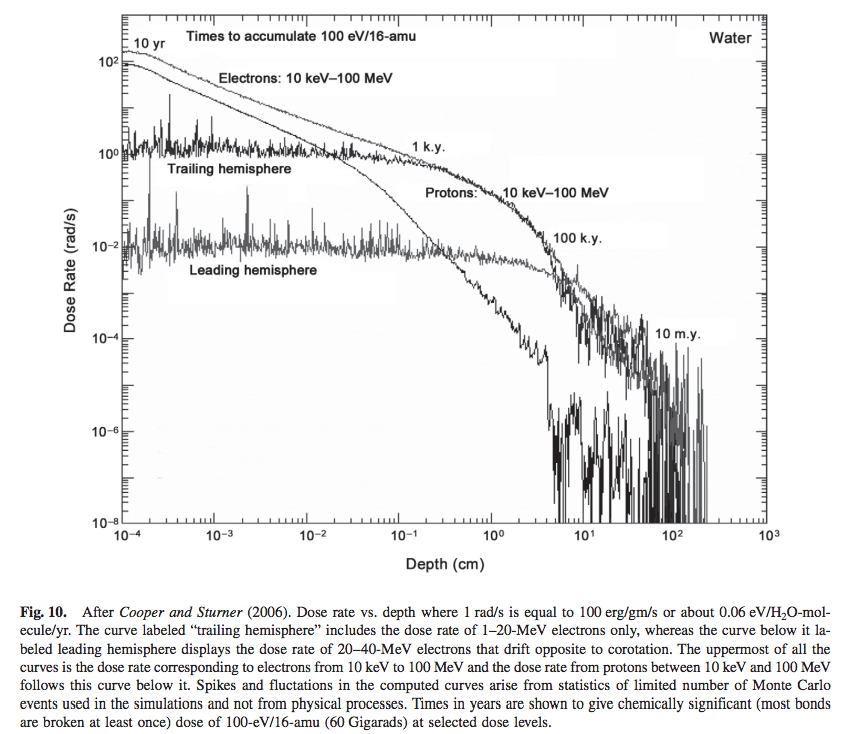 10 yr
Times to accumulate 100 eV/16-amu
Water
10²
Electrons: 10 keV–100 MeV
10⁰
1 k.y.
Trailing hemisphere
Protons: 10 keV–100 MeV
Dose Rate (rad/s)
10⁻²
100 k.y.
Leading hemisphere
10⁻⁴
10 m.y.
10⁻⁶
10⁻⁸
10⁻⁴ 10⁻³ 10⁻² 10⁻¹ 10⁰ 10¹ 10² 10³
Depth (cm)
Fig. 10. After Cooper and Sturner (2006). Dose rate vs. depth where 1 rad/s is equal to 100 erg/gm/s or about 0.06 eV/H₂O-mol-
ecule/yr. The curve labeled “trailing hemisphere” includes the dose rate of 1–20-MeV electrons only, whereas the curve below it la-
beled leading hemisphere displays the dose rate of 20–40-MeV electrons that drift opposite to corotation. The uppermost of all the
curves is the dose rate corresponding to electrons from 10 keV to 100 MeV and the dose rate from protons between 10 keV and 100 MeV
follows this curve below it. Spikes and fluctations in the computed curves arise from statistics of limited number of Monte Carlo
events used in the simulations and not from physical processes. Times in years are shown to give chemically significant (most bonds
are broken at least once) dose of 100-eV/16-amu (60 Gigarads) at selected dose levels.